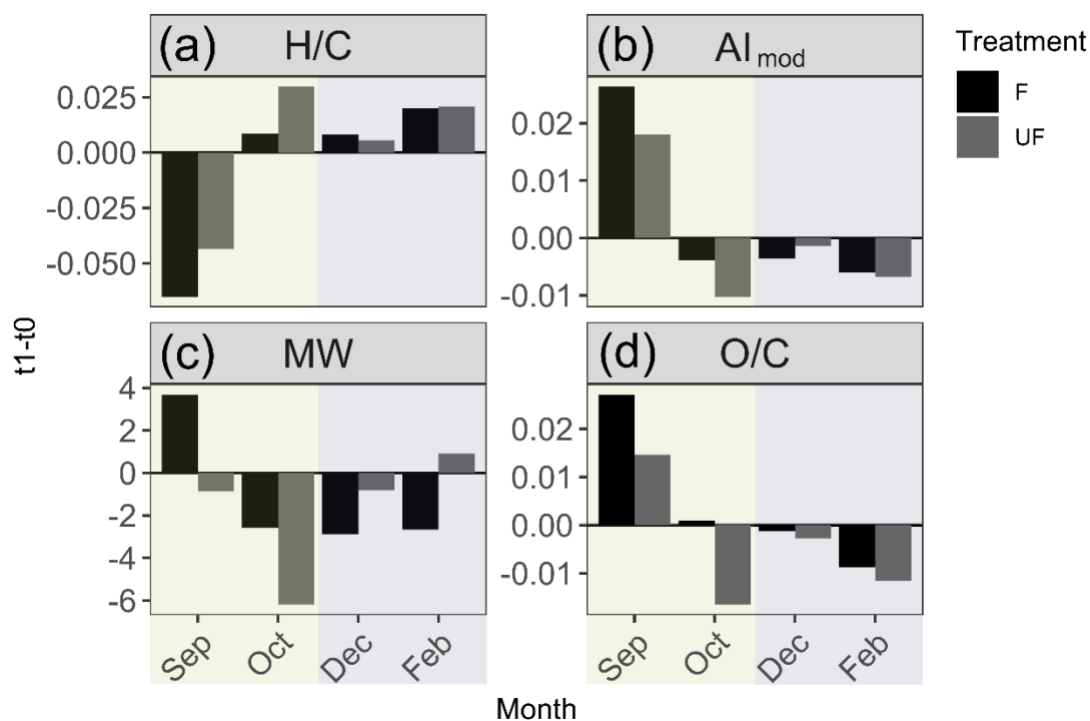 (a) H/C
(b) AI mod
Treatment
F
UF
0.025
0.000
-0.025
-0.050
0.02
0.01
0.00
-0.01
t1-t0
(c) MW
(d) O/C
4
2
0
-2
-4
-6
0.02
0.01
0.00
-0.01
Sep Oct Dec Feb
Sep Oct Dec Feb
Month